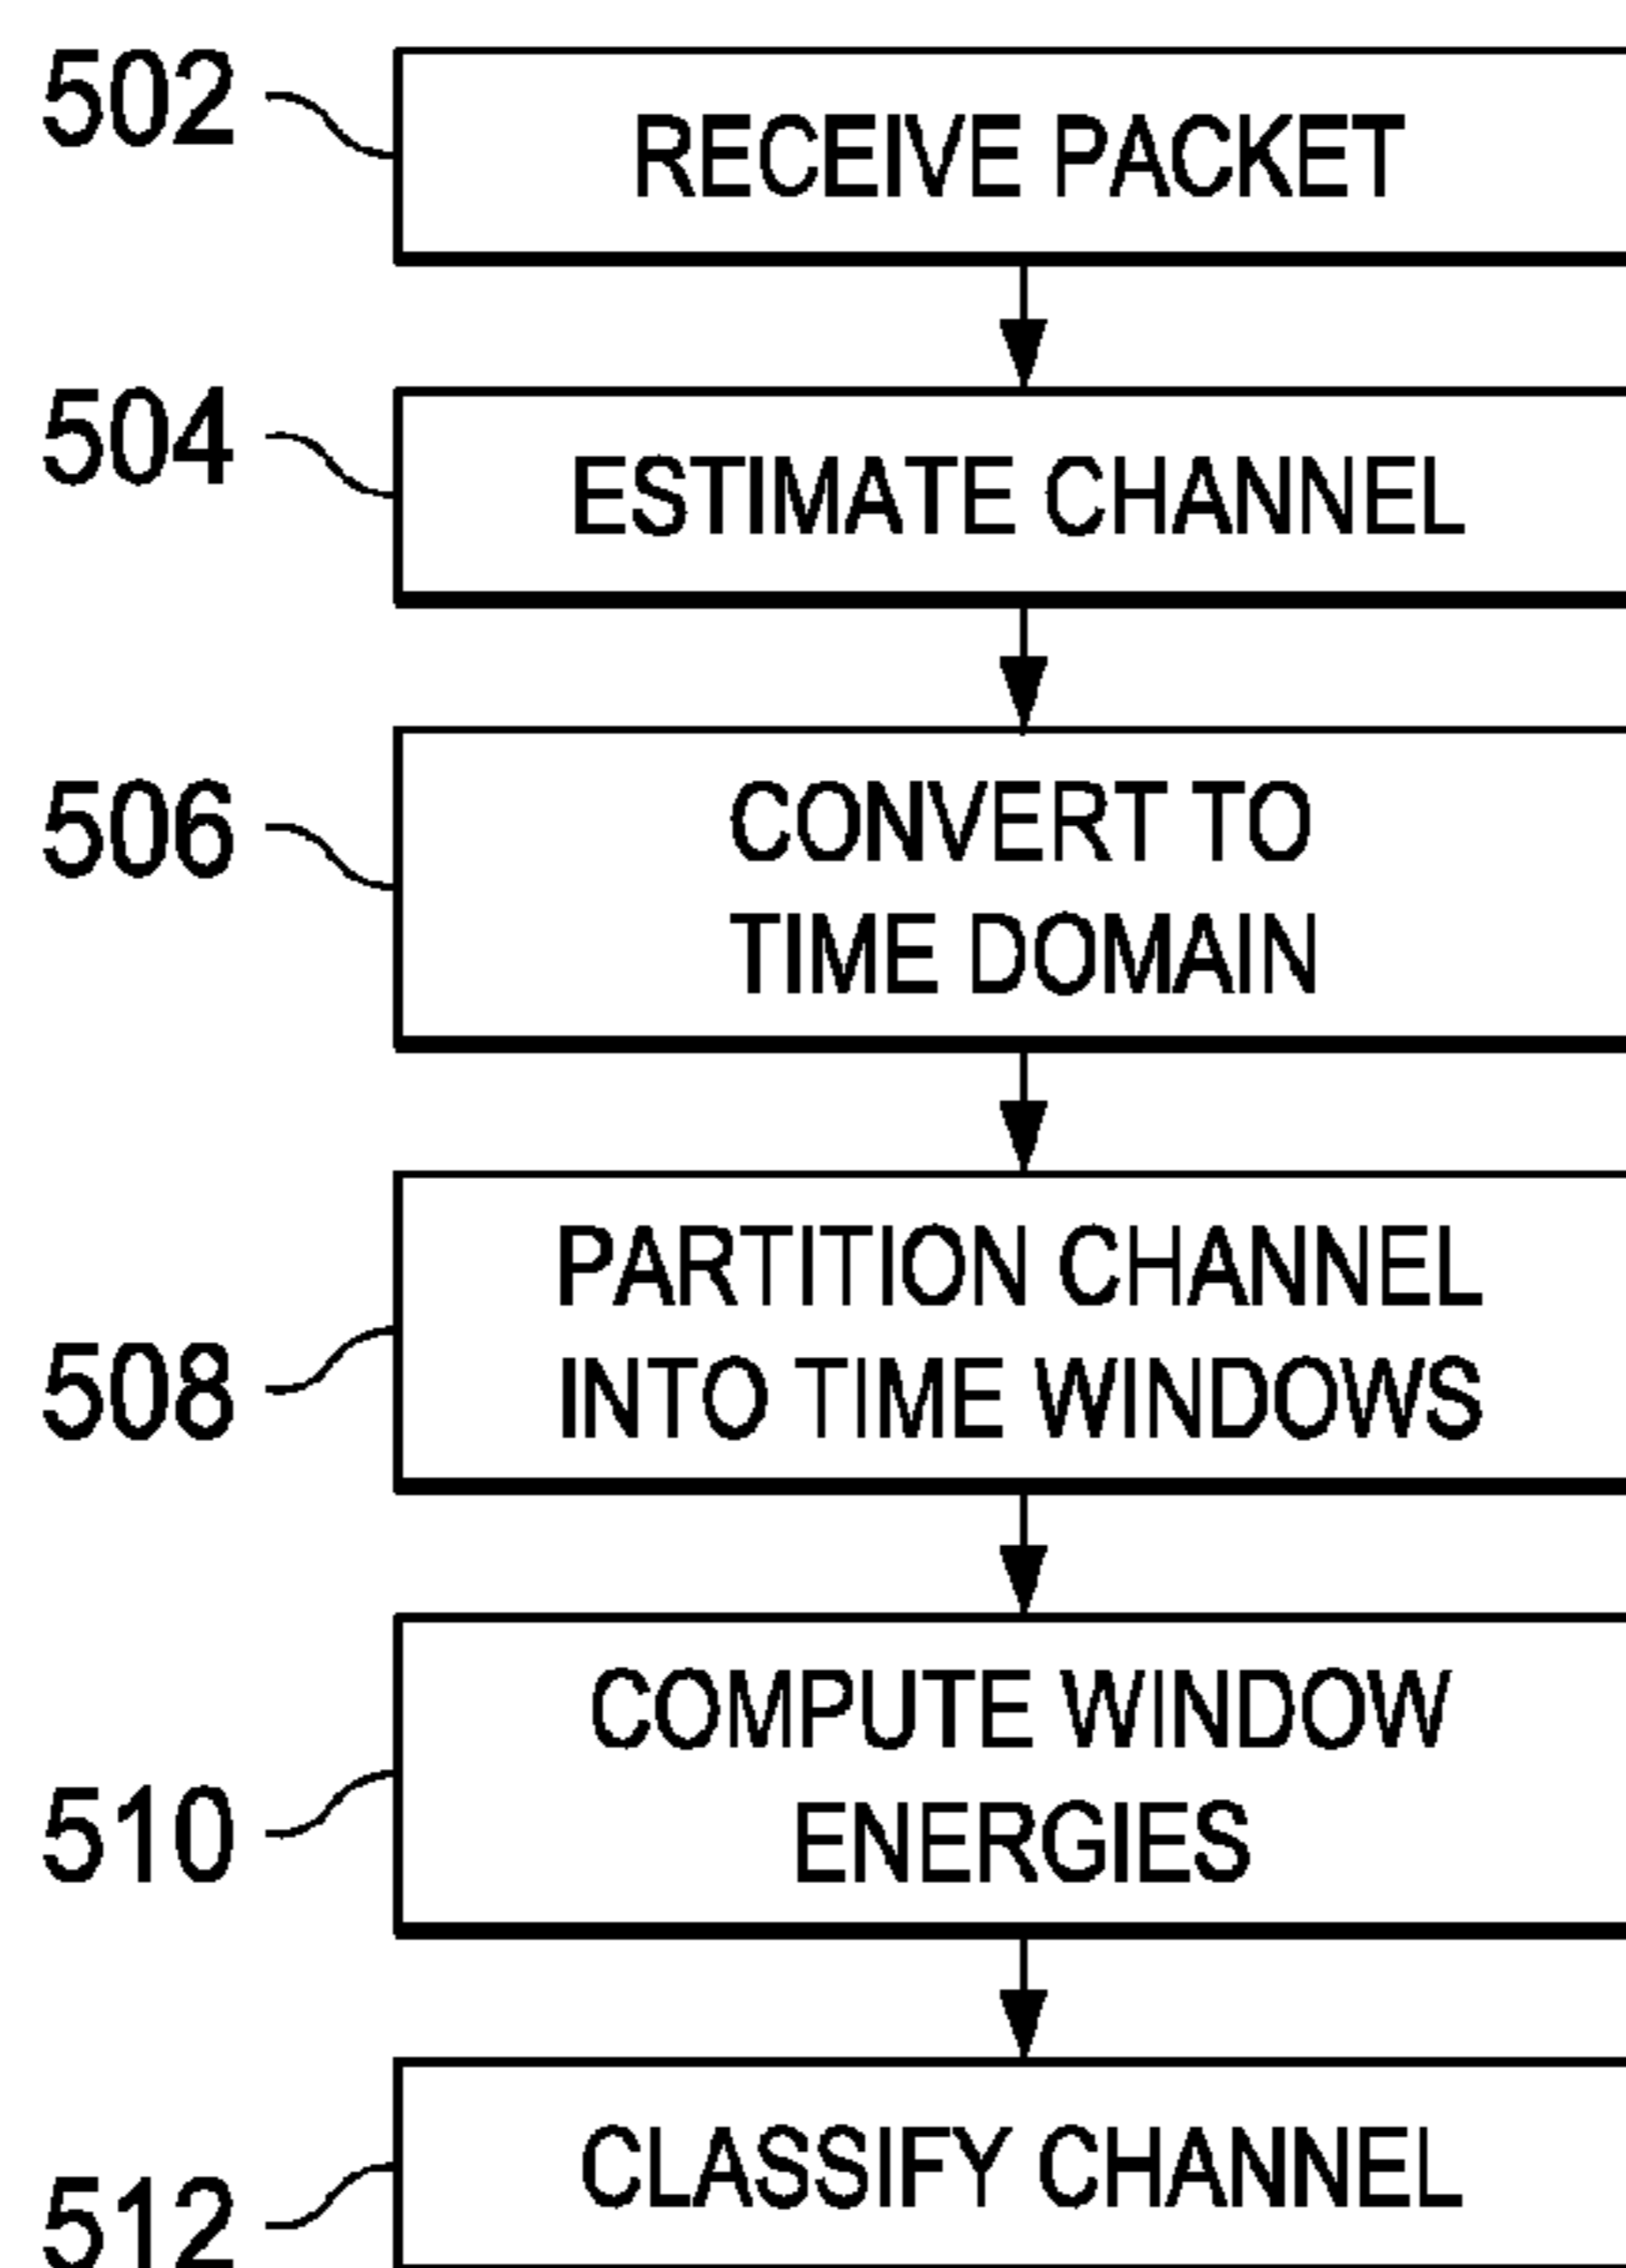 502
RECEIVE PACKET
504
ESTIMATE CHANNEL
506
CONVERT TO
TIME DOMAIN
508
PARTITION CHANNEL
INTO TIME WINDOWS
510
COMPUTE WINDOW
ENERGIES
512
CLASSIFY CHANNEL